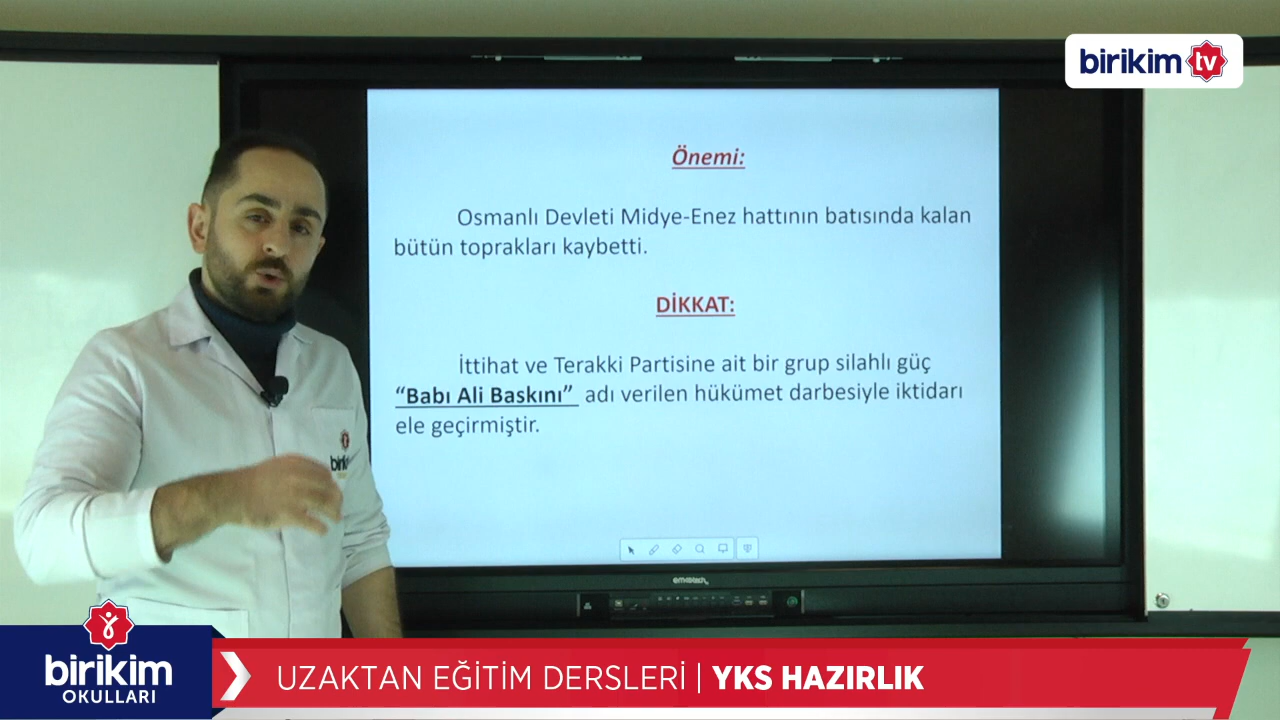 birikim tv
Önemi:
Osmanlı Devleti Midye-Enez hattının batısında kalan
bütün toprakları kaybetti.
DİKKAT:
İttihat ve Terakki Partisine ait bir grup silahlı güç
“Babı Ali Baskını” adı verilen hükümet darbesiyle iktidarı
ele geçirmiştir.
birikim
OKULLARI
UZAKTAN EĞİTİM DERSLERİ | YKS HAZIRLIK